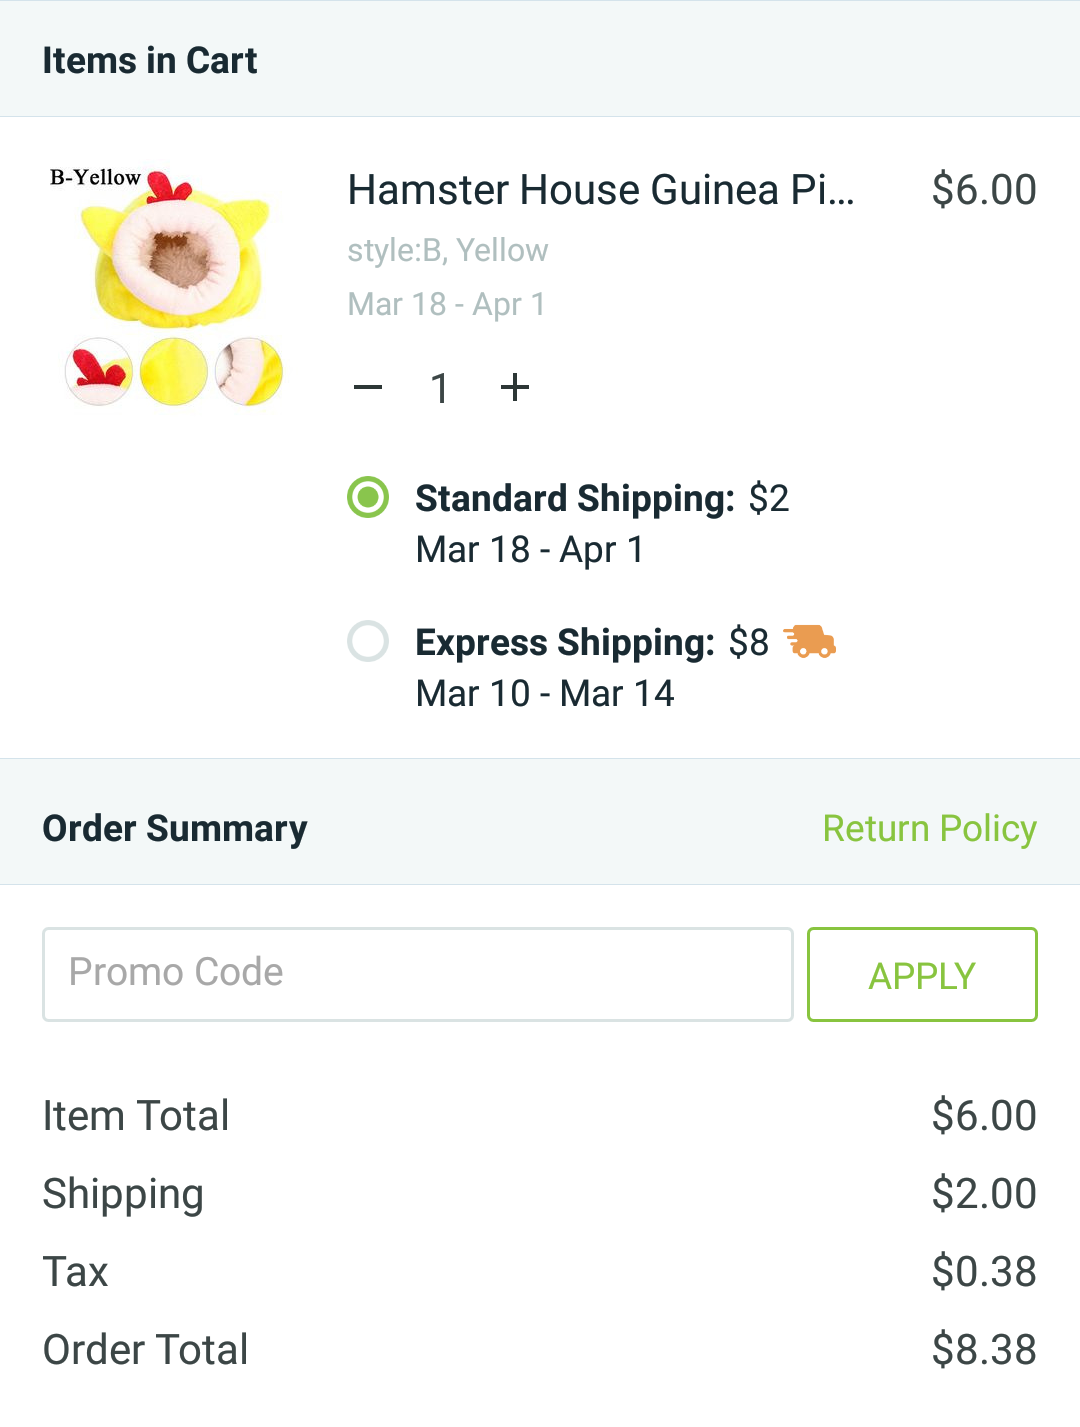 Items in Cart
B-Yellow
Hamster House Guinea Pi... $6.00
style:B, Yellow
Mar 18 - Apr 1
− 1 +
Standard Shipping: $2
Mar 18 - Apr 1
Express Shipping: $8
Mar 10 - Mar 14
Order Summary Return Policy
Promo Code APPLY
Item Total $6.00
Shipping $2.00
Tax $0.38
Order Total $8.38